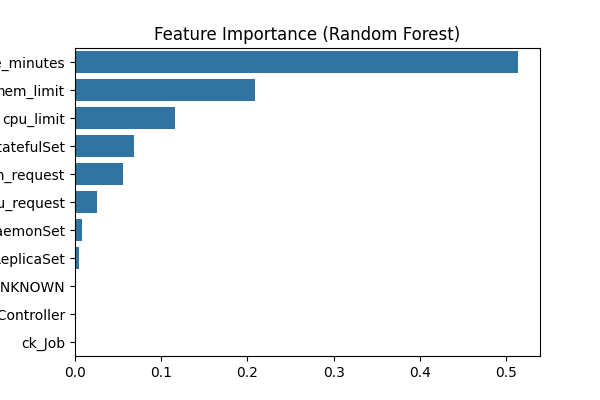 Feature Importance (Random Forest)
e_minutes
mem_limit
cpu_limit
tatefulSet
n_request
u_request
aemonSet
eplicaSet
NKNOWN
Controller
ck_Job
0.0 0.1 0.2 0.3 0.4 0.5